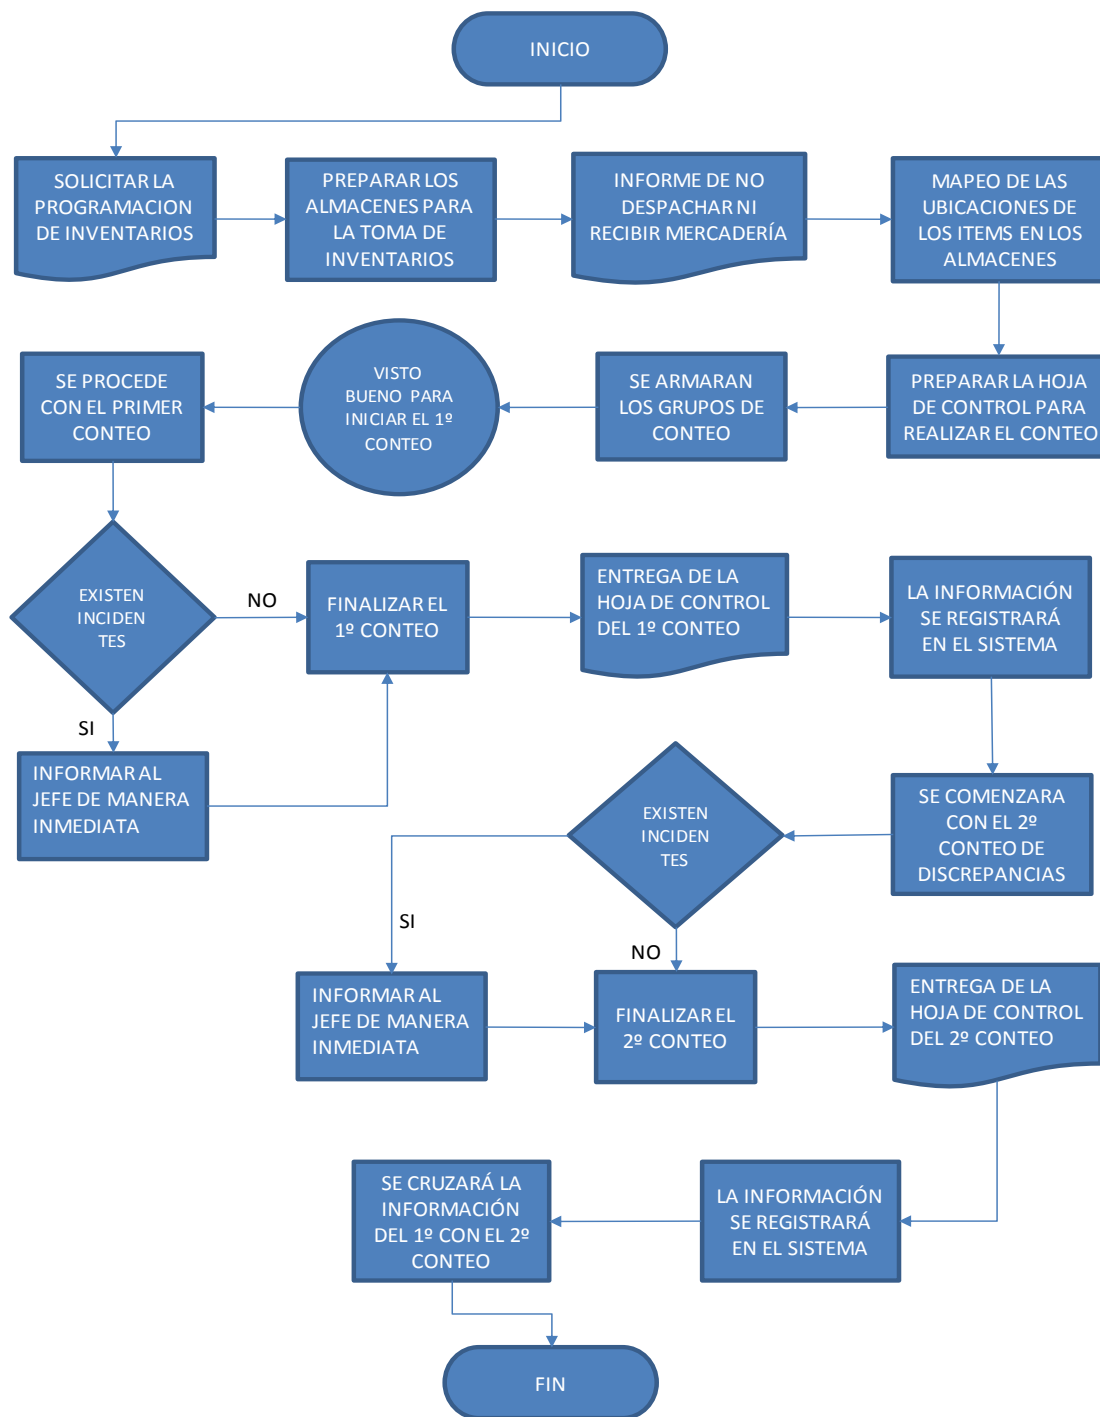 INICIO
SOLICITAR LA
PROGRAMACION
DE INVENTARIOS
PREPARAR LOS
ALMACENES PARA
LA TOMA DE
INVENTARIOS
INFORME DE NO
DESPACHAR NI
RECIBIR MERCADERÍA
MAPEO DE LAS
UBICACIONES DE
LOS ITEMS EN LOS
ALMACENES
PREPARAR LA HOJA
DE CONTROL PARA
REALIZAR EL CONTEO
SE ARMARAN
LOS GRUPOS DE
CONTEO
VISTO
BUENO PARA
INICIAR EL 1º
CONTEO
SE PROCEDE
CON EL PRIMER
CONTEO
EXISTEN
INCIDEN
TES
NO
SI
INFORMAR AL
JEFE DE MANERA
INMEDIATA
FINALIZAR EL
1º CONTEO
ENTREGA DE LA
HOJA DE CONTROL
DEL 1º CONTEO
LA INFORMACIÓN
SE REGISTRARÁ
EN EL SISTEMA
SE COMENZARA
CON EL 2º
CONTEO DE
DISCREPANCIAS
EXISTEN
INCIDEN
TES
SI
NO
INFORMAR AL
JEFE DE MANERA
INMEDIATA
FINALIZAR EL
2º CONTEO
ENTREGA DE LA
HOJA DE CONTROL
DEL 2º CONTEO
LA INFORMACIÓN
SE REGISTRARÁ
EN EL SISTEMA
SE CRUZARÁ LA
INFORMACIÓN
DEL 1º CON EL 2º
CONTEO
FIN